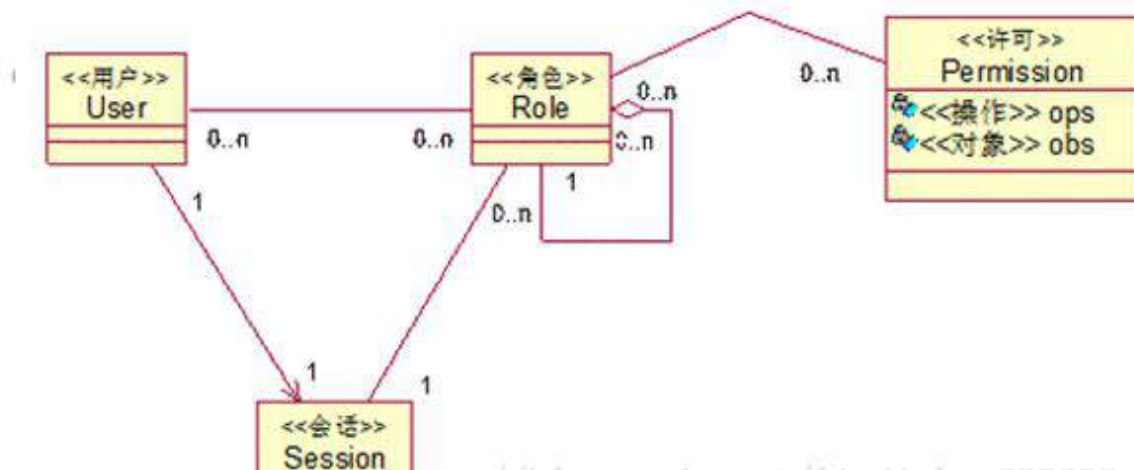 <<用户>>
User
<<角色>>
Role
<<许可>>
Permission
<<操作>> ops
<<对象>> obs
0..n
0..n
0..n
0..n
0..n
1
0..n
1
1
1
<<会话>>
Session